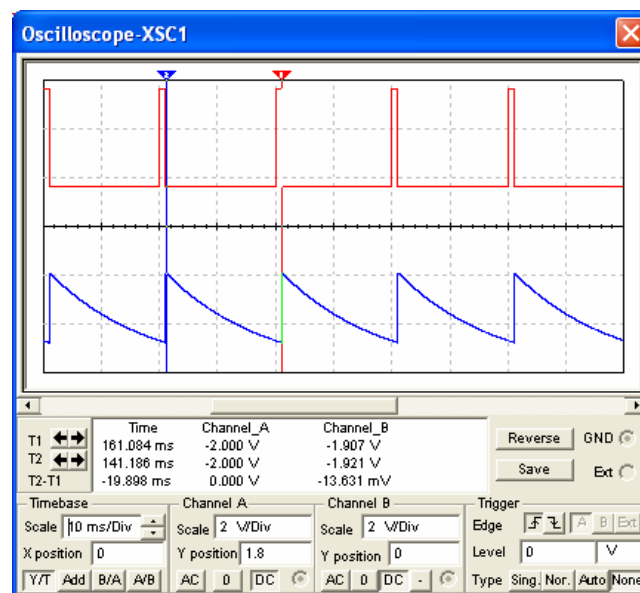 Oscilloscope-XSC1
2 1
Time Channel_A Channel_B
T1 161.084 ms -2.000 V -1.907 V
T2 141.186 ms -2.000 V -1.921 V
T2-T1 -19.898 ms 0.000 V -13.631 mV
Reverse GND
Save Ext
Timebase Channel A Channel B Trigger
Scale 10 ms/Div Scale 2 V/Div Scale 2 V/Div Edge A B Ext
X position 0 Y position 1.8 Y position 0 Level 0 V
Y/T Add B/A A/B AC 0 DC AC 0 DC - Type Sing. Nor. Auto None